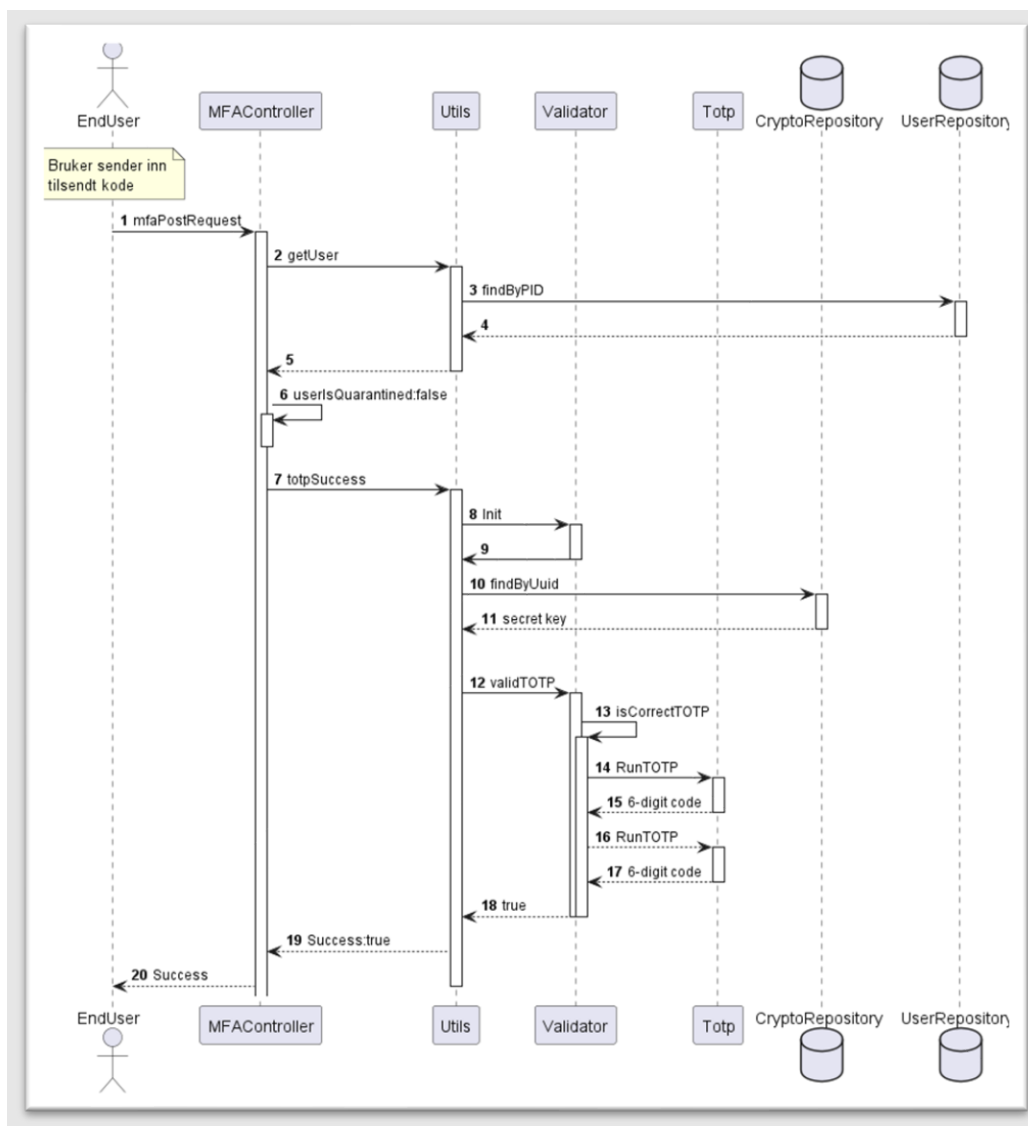 EndUser
MFAController
Utils
Validator
Totp
CryptoRepository
UserRepository
Bruker sender inn
tilsendt kode
1 mfaPostRequest
2 getUser
3 findByPID
4
5
6 userIsQuarantined:false
7 totpSuccess
8 Init
9
10 findByUuid
11 secret key
12 validTOTP
13 isCorrectTOTP
14 RunTOTP
15 6-digit code
16 RunTOTP
17 6-digit code
18 true
19 Success:true
20 Success
EndUser
MFAController
Utils
Validator
Totp
CryptoRepository
UserRepository